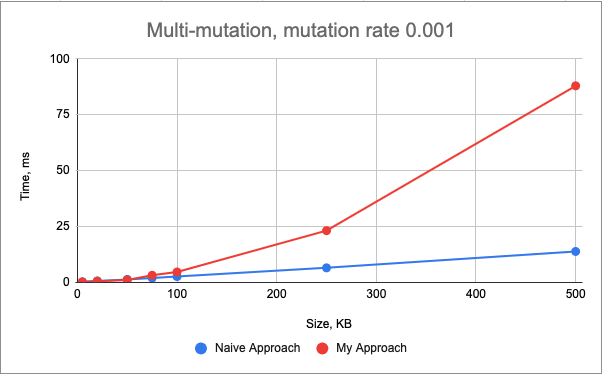 Multi-mutation, mutation rate 0.001
100
75
50
25
0
Time, ms
0 100 200 300 400 500
Size, KB
Naive Approach My Approach